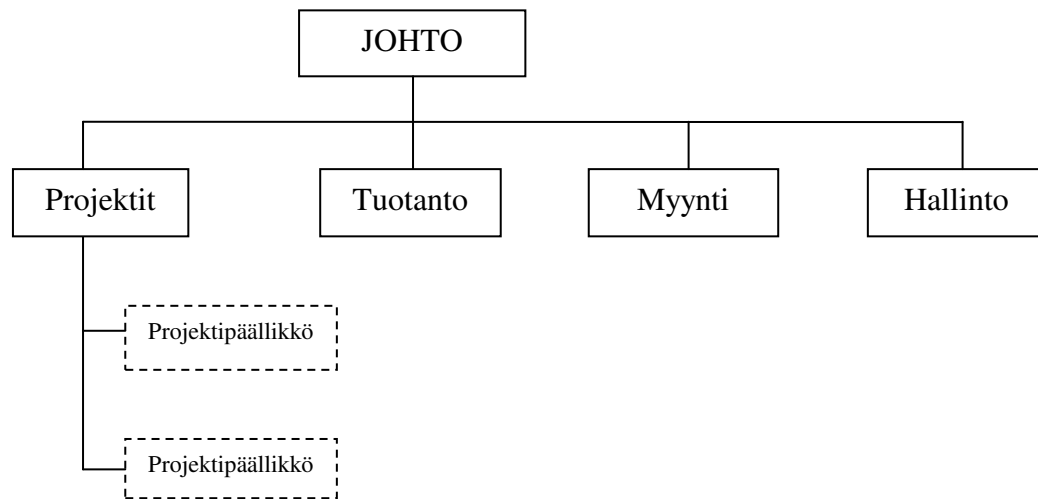 JOHTO
Projektit
Tuotanto
Myynti
Hallinto
Projektipäällikkö
Projektipäällikkö